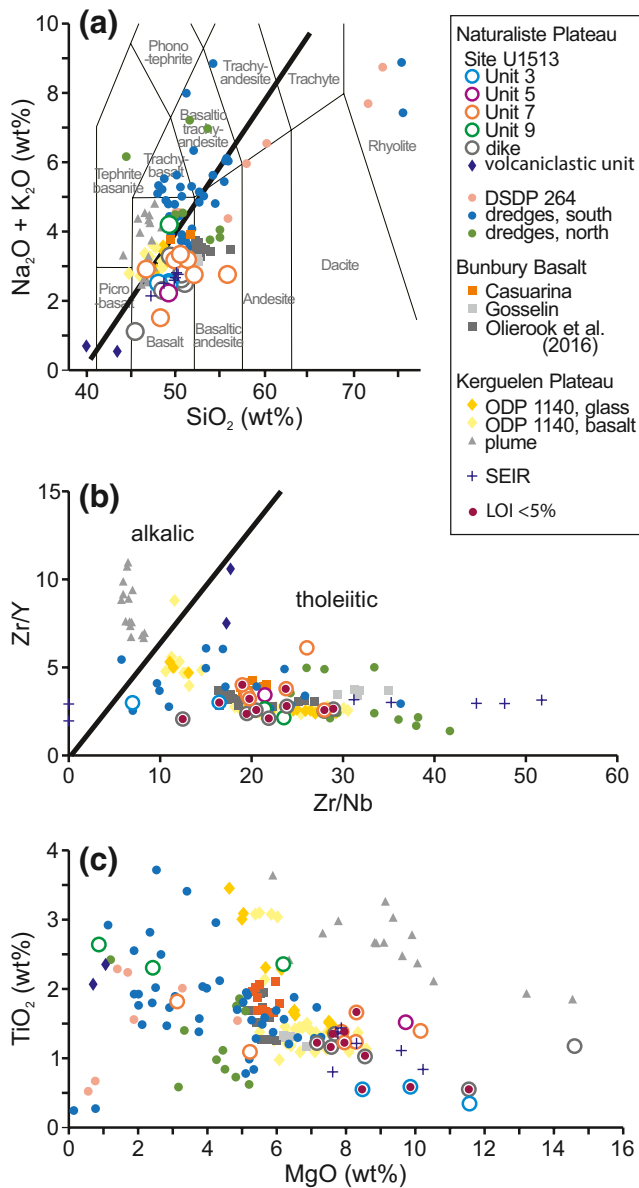 (a)
Na₂O + K₂O (wt%)
10
8
6
4
2
0
40
50
60
70
SiO₂ (wt%)
Phono
-tephrite
Trachy-
andesite
Trachyte
Basaltic
trachy-
andesite
Trachy-
basalt
Tephrite
basanite
Rhyolite
Picro
-basalt
Basalt
Basaltic
andesite
Andesite
Dacite
Naturaliste Plateau
Site U1513
Unit 3
Unit 5
Unit 7
Unit 9
dike
volcaniclastic unit
DSDP 264
dredges, south
dredges, north
Bunbury Basalt
Casuarina
Gosselin
Olierook et al.
(2016)
Kerguelen Plateau
ODP 1140, glass
ODP 1140, basalt
plume
SEIR
LOI <5%
(b)
Zr/Y
15
10
5
0
alkalic
tholeiitic
0
10
20
30
40
50
60
Zr/Nb
(c)
TiO₂ (wt%)
4
3
2
1
0
0
2
4
6
8
10
12
14
16
MgO (wt%)